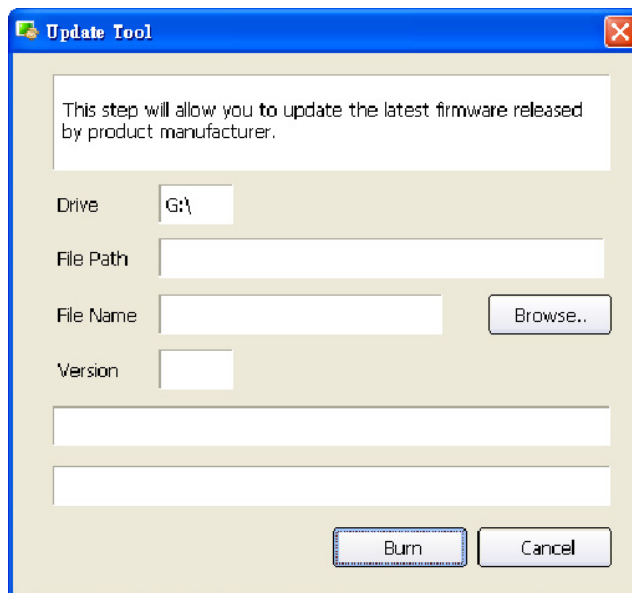 Update Tool
This step will allow you to update the latest firmware released
by product manufacturer.
Drive G:\
File Path
File Name Browse..
Version
Burn Cancel